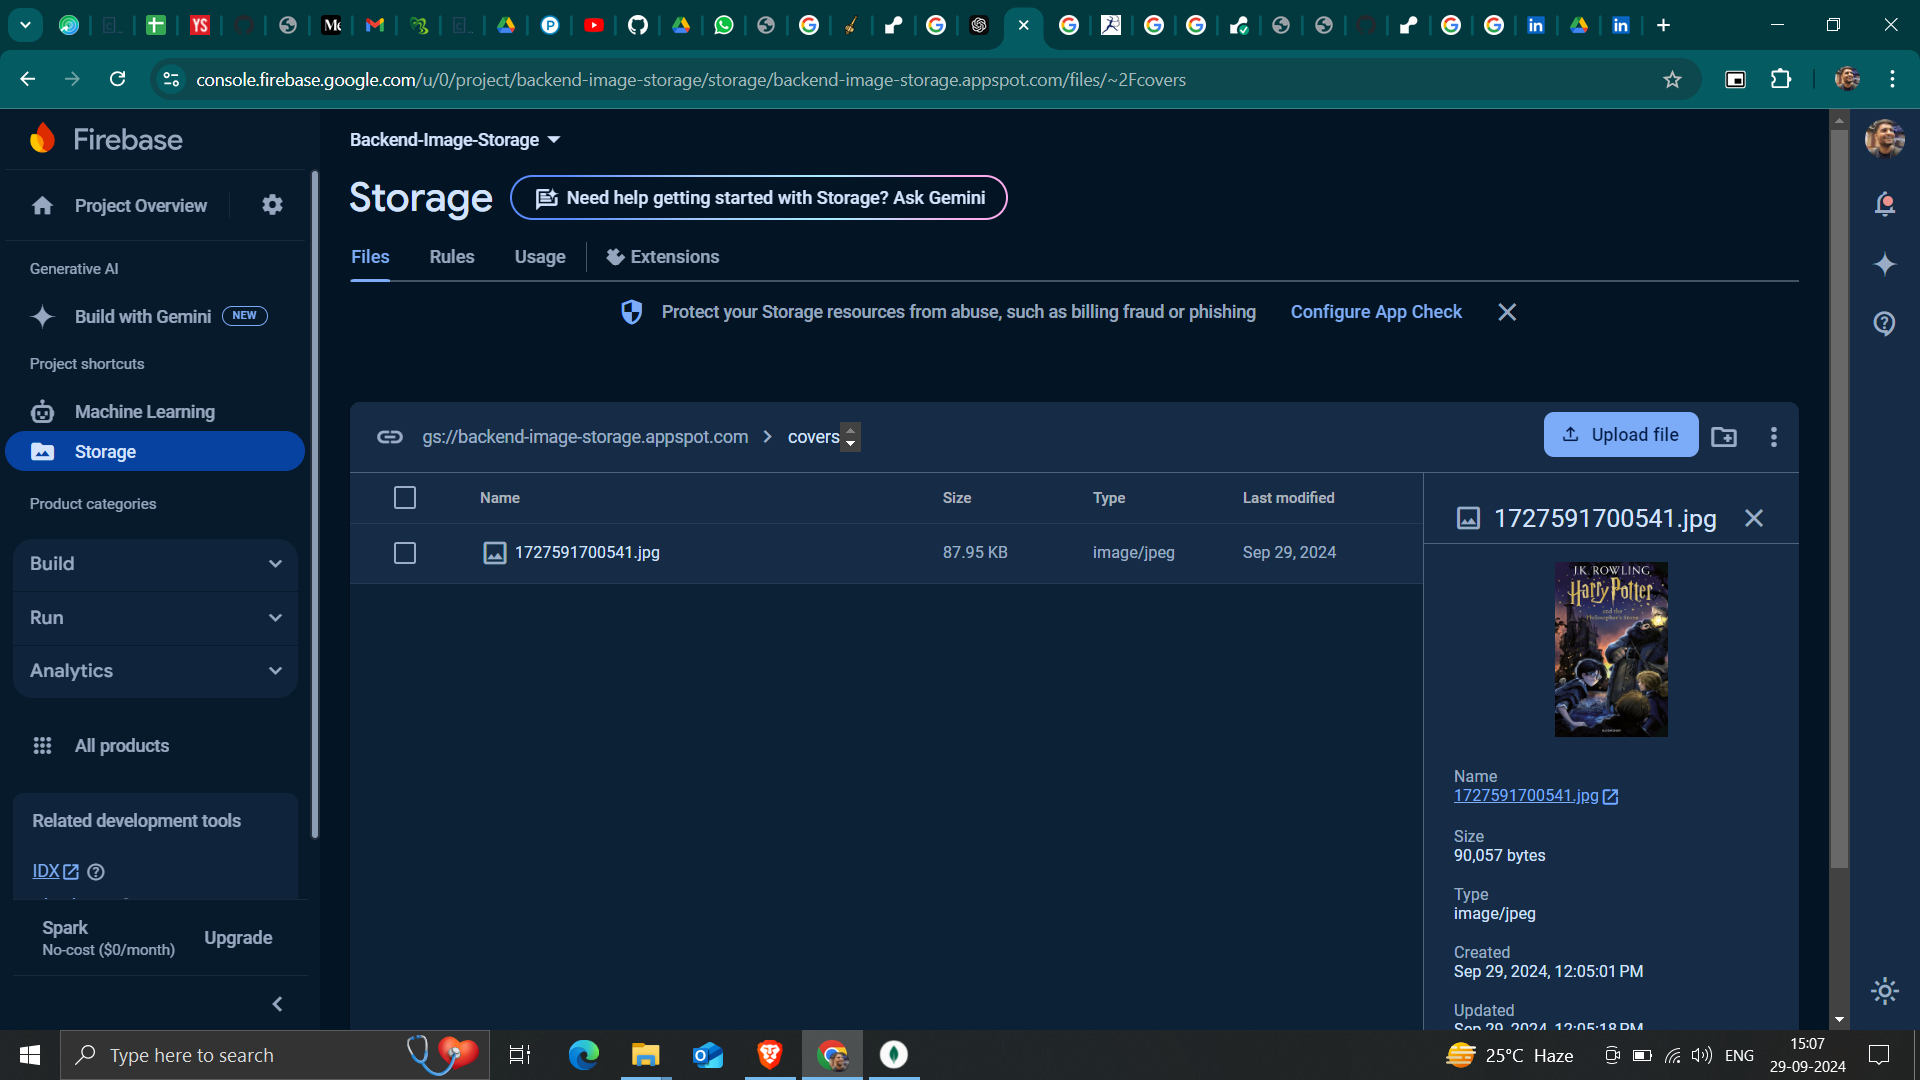 console.firebase.google.com/u/0/project/backend-image-storage/storage/backend-image-storage.appspot.com/files/~2Fcovers
Firebase
Project Overview
Generative AI
Build with Gemini NEW
Project shortcuts
Machine Learning
Storage
Product categories
Build
Run
Analytics
All products
Related development tools
IDX
Spark
No-cost ($0/month)
Upgrade
Backend-Image-Storage
Storage
Need help getting started with Storage? Ask Gemini
Files Rules Usage Extensions
Protect your Storage resources from abuse, such as billing fraud or phishing Configure App Check
gs://backend-image-storage.appspot.com > covers
Upload file
Name Size Type Last modified
1727591700541.jpg 87.95 KB image/jpeg Sep 29, 2024
1727591700541.jpg
J.K. ROWLING
Harry Potter
and the
Philosopher's Stone
Name
1727591700541.jpg
Size
90,057 bytes
Type
image/jpeg
Created
Sep 29, 2024, 12:05:01 PM
Updated
Sep 29, 2024, 12:05:18 PM
Type here to search
25°C Haze
ENG
15:07
29-09-2024